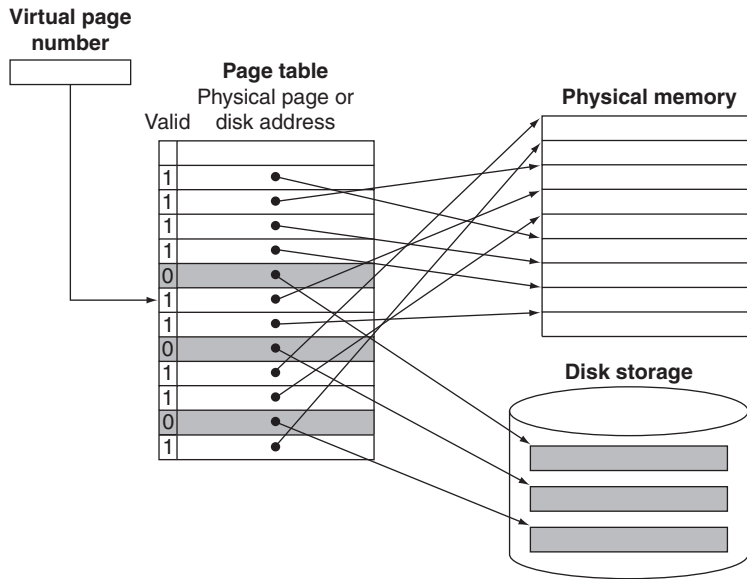 Virtual page
number
Page table
Physical page or
Valid disk address
Physical memory
1
1
1
1
0
1
1
0
1
1
0
1
Disk storage